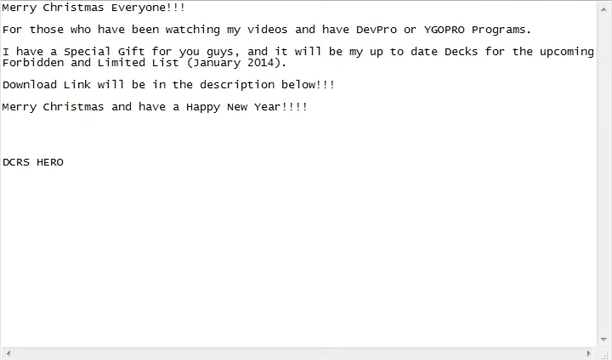 Merry Christmas Everyone!!!
For those who have been watching my videos and have DevPro or YGOPRO Programs.
I have a Special Gift for you guys, and it will be my up to date Decks for the upcoming
Forbidden and Limited List (January 2014).
Download Link will be in the description below!!!
Merry Christmas and have a Happy New Year!!!!
DCRS HERO